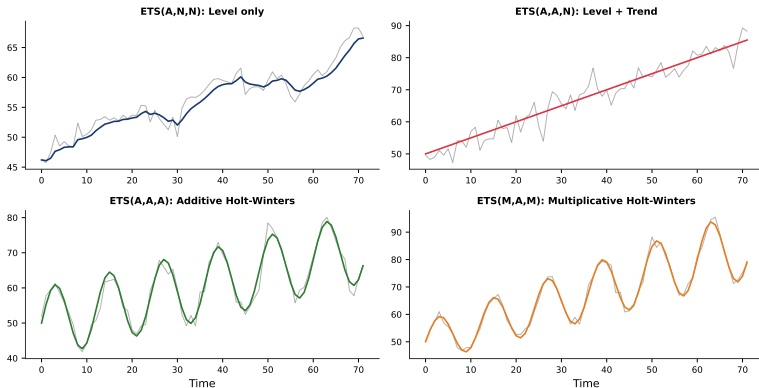 ETS(A,N,N): Level only
65
60
55
50
45
0 10 20 30 40 50 60 70
ETS(A,A,N): Level + Trend
90
80
70
60
50
0 10 20 30 40 50 60 70
ETS(A,A,A): Additive Holt-Winters
80
70
60
50
40
0 10 20 30 40 50 60 70
Time
ETS(M,A,M): Multiplicative Holt-Winters
90
80
70
60
50
0 10 20 30 40 50 60 70
Time